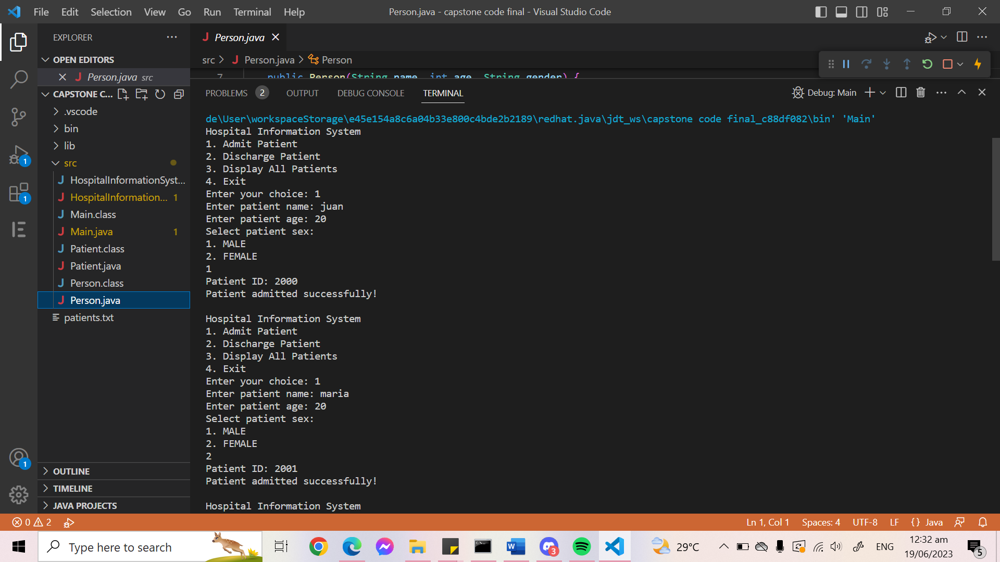 File Edit Selection View Go Run Terminal Help
Person.java - capstone code final - Visual Studio Code
EXPLORER
OPEN EDITORS
Person.java src
CAPSTONE C...
.vscode
bin
lib
src
HospitalInformationSyst...
HospitalInformation... 1
Main.class
Main.java 1
Patient.class
Patient.java
Person.class
Person.java
patients.txt
OUTLINE
TIMELINE
JAVA PROJECTS
Person.java
src > Person.java > Person
7 public Person(String name, int age, String gender) {
PROBLEMS 2 OUTPUT DEBUG CONSOLE TERMINAL
Debug: Main
de\User\workspaceStorage\e45e154a8c6a04b33e800c4bde2b2189\redhat.java\jdt_ws\capstone code final_c88df082\bin' 'Main'
Hospital Information System
1. Admit Patient
2. Discharge Patient
3. Display All Patients
4. Exit
Enter your choice: 1
Enter patient name: juan
Enter patient age: 20
Select patient sex:
1. MALE
2. FEMALE
1
Patient ID: 2000
Patient admitted successfully!
Hospital Information System
1. Admit Patient
2. Discharge Patient
3. Display All Patients
4. Exit
Enter your choice: 1
Enter patient name: maria
Enter patient age: 20
Select patient sex:
1. MALE
2. FEMALE
2
Patient ID: 2001
Patient admitted successfully!
Hospital Information System
1
1
1
0 2
Ln 1, Col 1 Spaces: 4 UTF-8 LF {} Java
Type here to search
3
29°C
ENG
12:32 am
19/06/2023
5